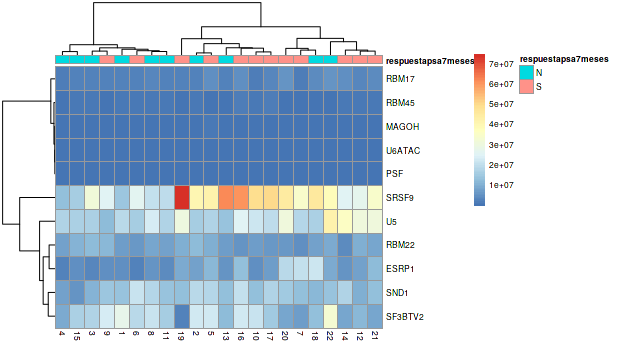 respuestapsa7meses
respuestapsa7meses
7e+07
6e+07
5e+07
4e+07
3e+07
2e+07
1e+07
N
S
RBM17
RBM45
MAGOH
U6ATAC
PSF
SRSF9
U5
RBM22
ESRP1
SND1
SF3BTV2
4 15 3 9 1 6 8 11 19 2 5 13 16 10 17 20 7 18 22 14 12 21